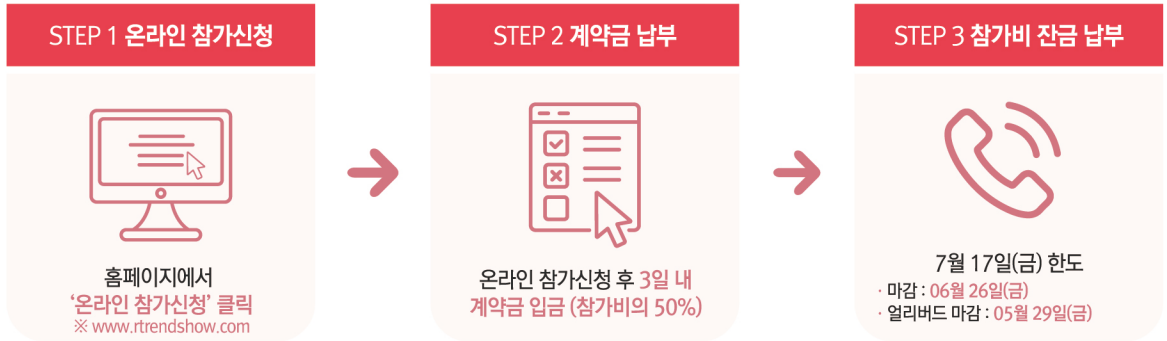 STEP 1 온라인 참가신청
홈페이지에서
‘온라인 참가신청’ 클릭
※ www.rtrendshow.com
STEP 2 계약금 납부
온라인 참가신청 후 3일 내
계약금 입금 (참가비의 50%)
STEP 3 참가비 잔금 납부
7월 17일(금) 한도
· 마감 : 06월 26일(금)
· 얼리버드 마감 : 05월 29일(금)